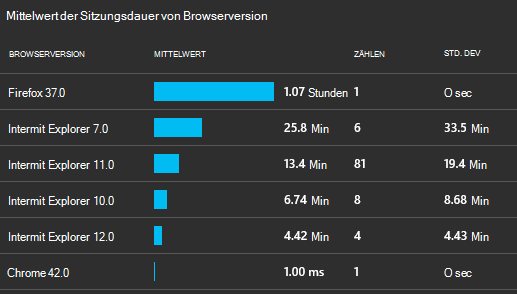 Mittelwert der Sitzungsdauer von Browserversion
BROWSERVERSION MITTELWERT ZÄHLEN STD. DEV
Firefox 37.0 1.07 Stunden 1 O sec
Intermit Explorer 7.0 25.8 Min 6 33.5 Min
Intermit Explorer 11.0 13.4 Min 81 19.4 Min
Intermit Explorer 10.0 6.74 Min 8 8.68 Min
Intermit Explorer 12.0 4.42 Min 4 4.43 Min
Chrome 42.0 1.00 ms 1 O sec